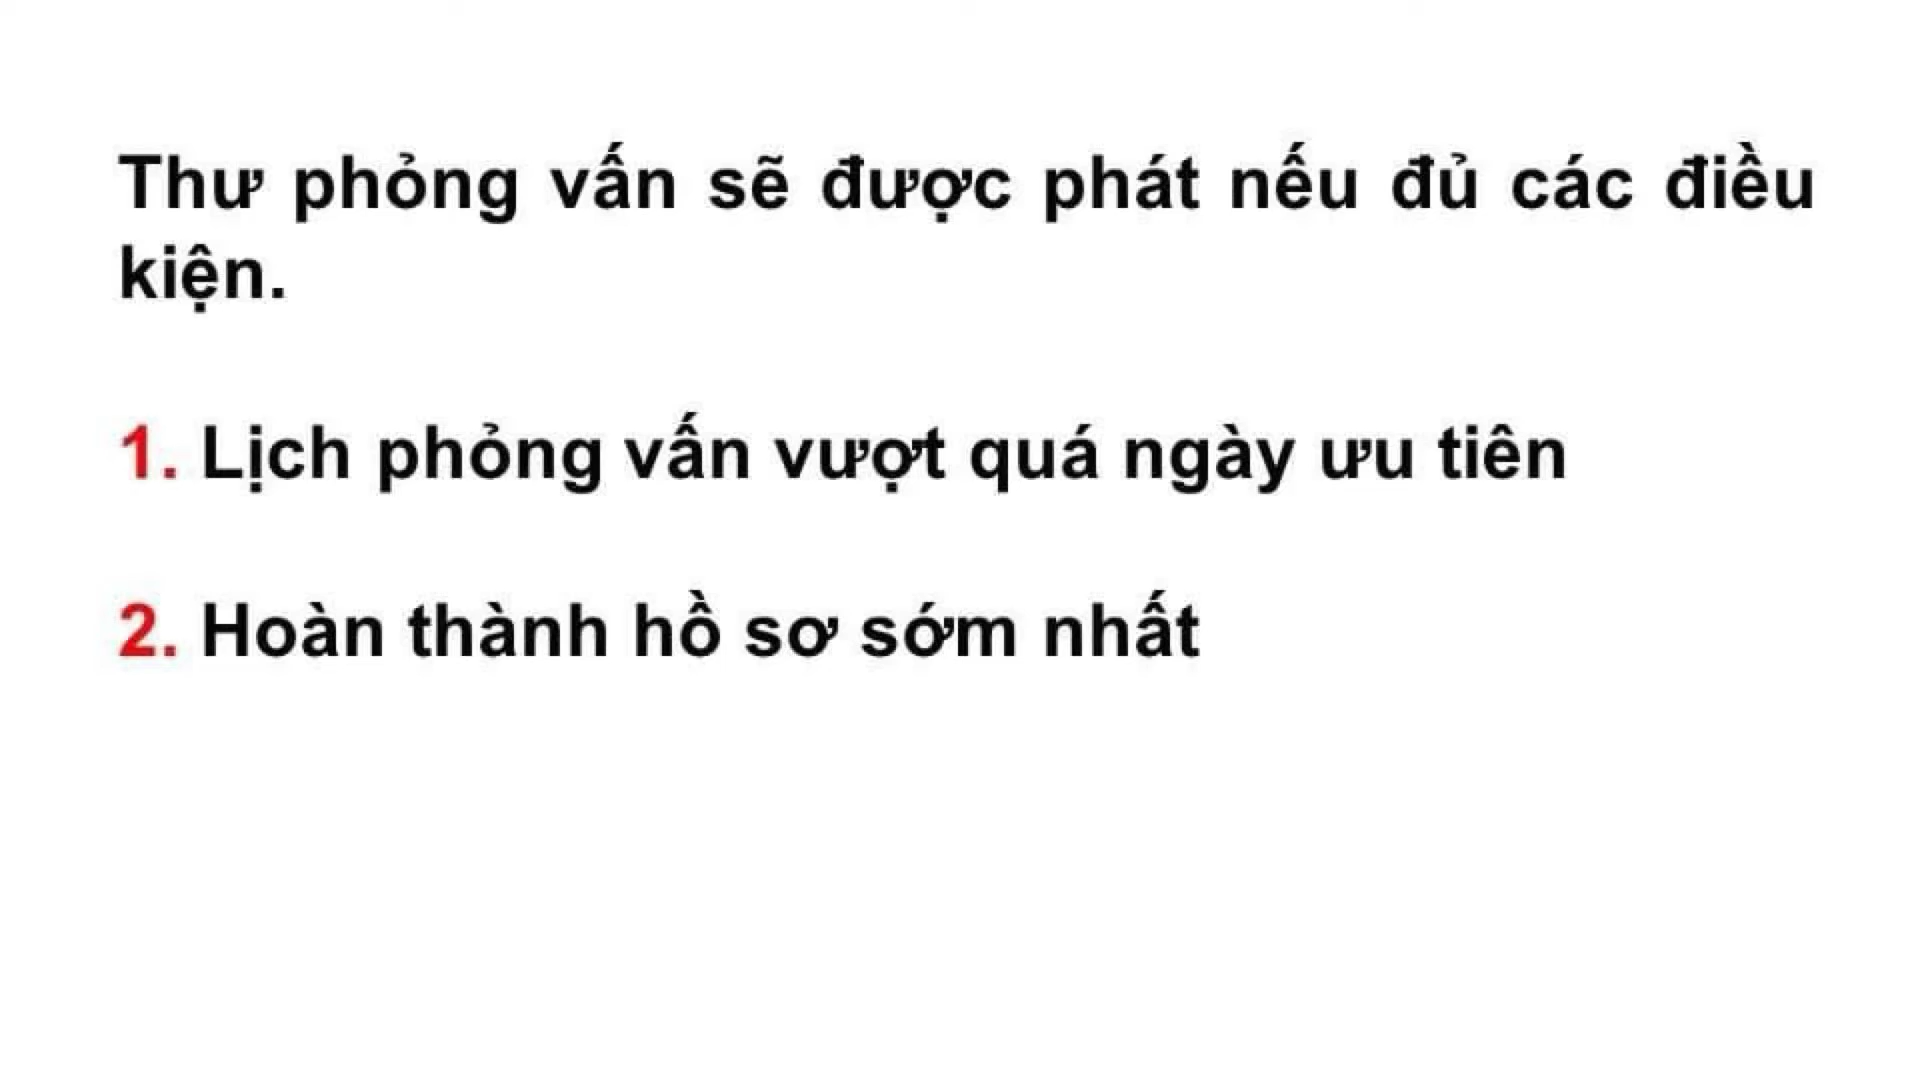 Thư phỏng vấn sẽ được phát nếu đủ các điều
kiện.
1. Lịch phỏng vấn vượt quá ngày ưu tiên
2. Hoàn thành hồ sơ sớm nhất